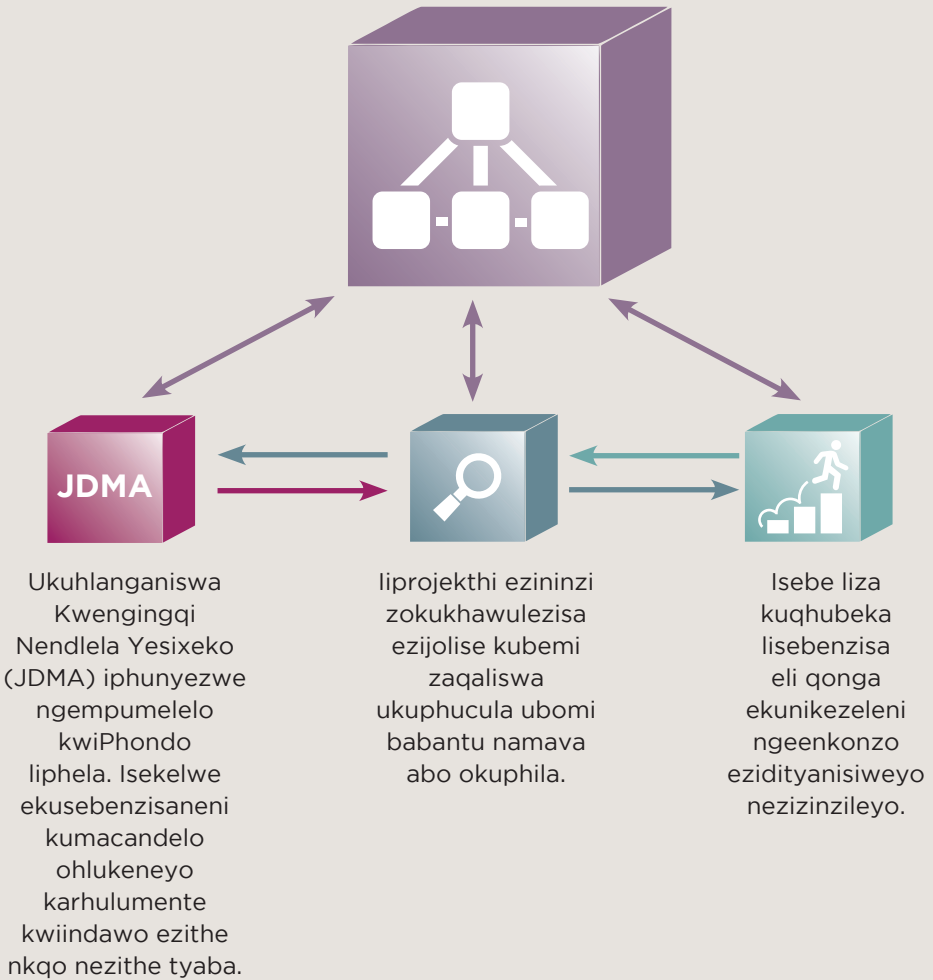 JDMA
Ukuhlanganiswa
Kwengingqi
Nendlela Yesixeko
(JDMA) iphunyezwe
ngempumelelo
kwiPhondo
liphela. Isekelwe
ekusebenzisaneni
kumacandelo
ohlukeneyo
karhulumente
kwiindawo ezithe
nkqo nezithe tyaba.
Iiprojekthi ezininzi
zokukhawulezisa
ezijolise kubemi
zaqaliswa
ukuphucula ubomi
babantu namava
abo okuphila.
Isebe liza
kuqhubeka
lisebenzisa
eli qonga
ekunikezeleni
ngeenkonzo
ezidityanisiweyo
nezizinzileyo.